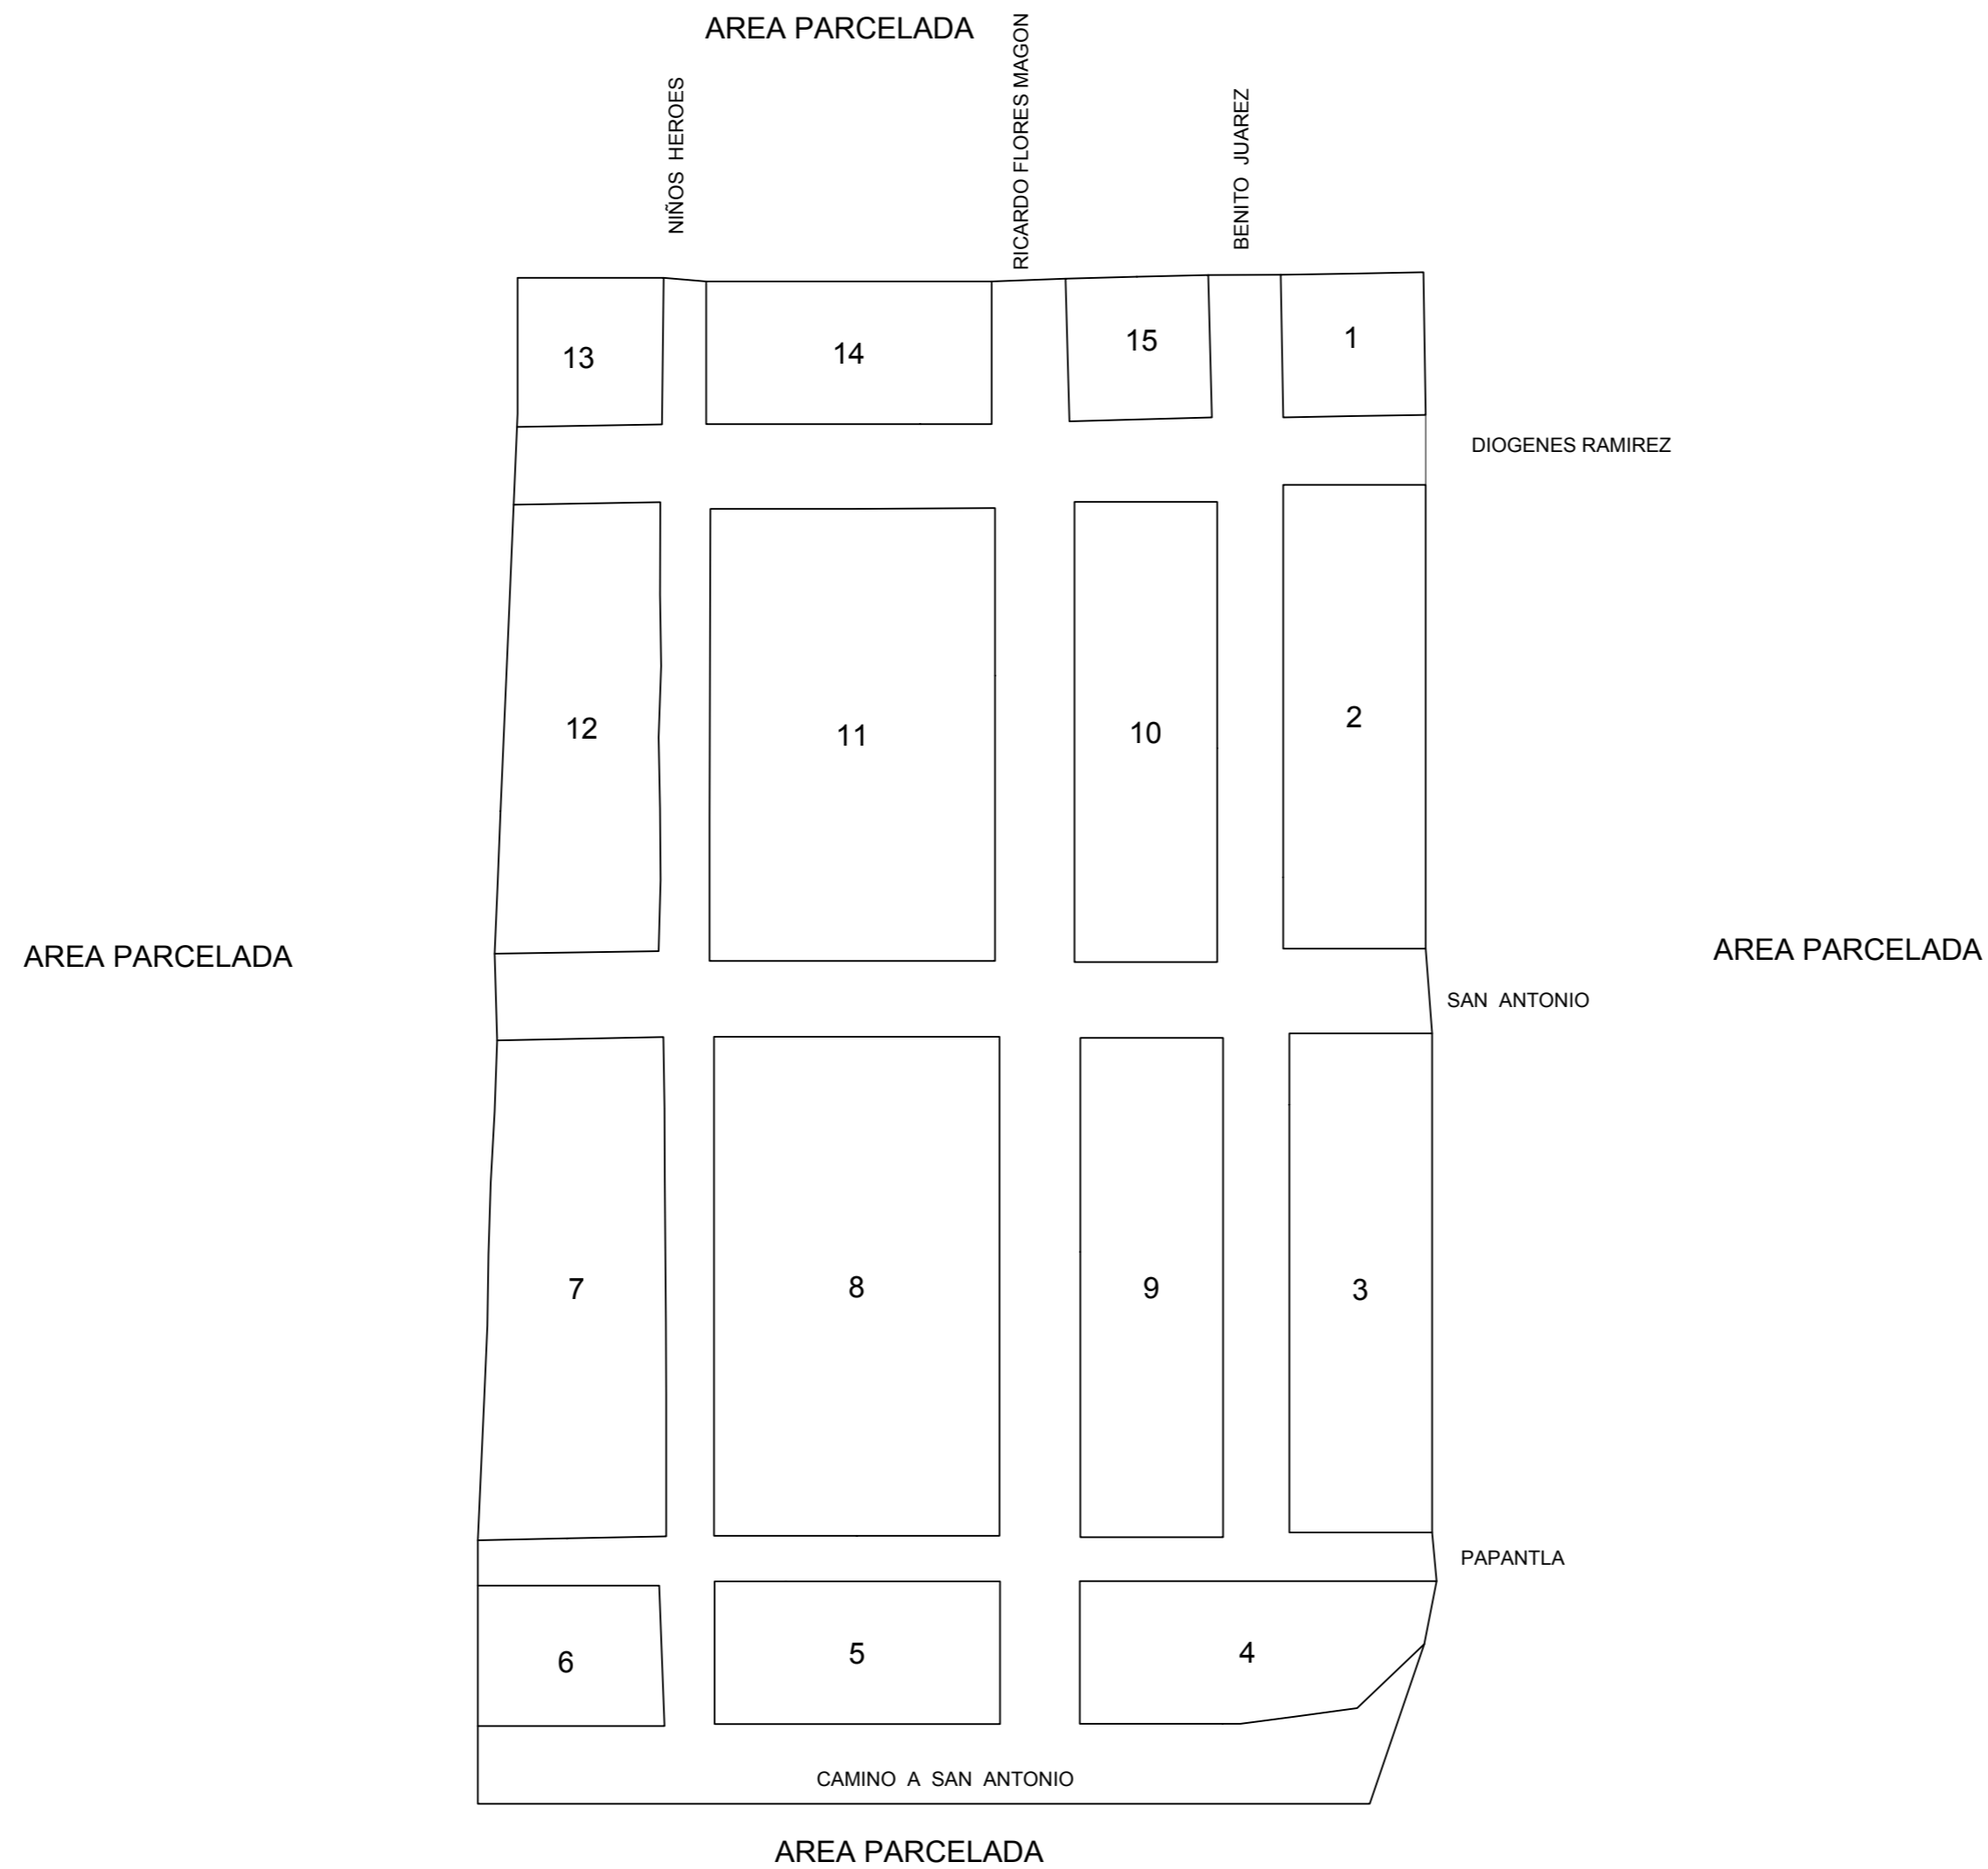 AREA PARCELADA
NIÑOS HEROES
RICARDO FLORES MAGON
BENITO JUAREZ
13
14
15
1
DIOGENES RAMIREZ
12
11
10
2
AREA PARCELADA
AREA PARCELADA
SAN ANTONIO
7
8
9
3
PAPANTLA
6
5
4
CAMINO A SAN ANTONIO
AREA PARCELADA